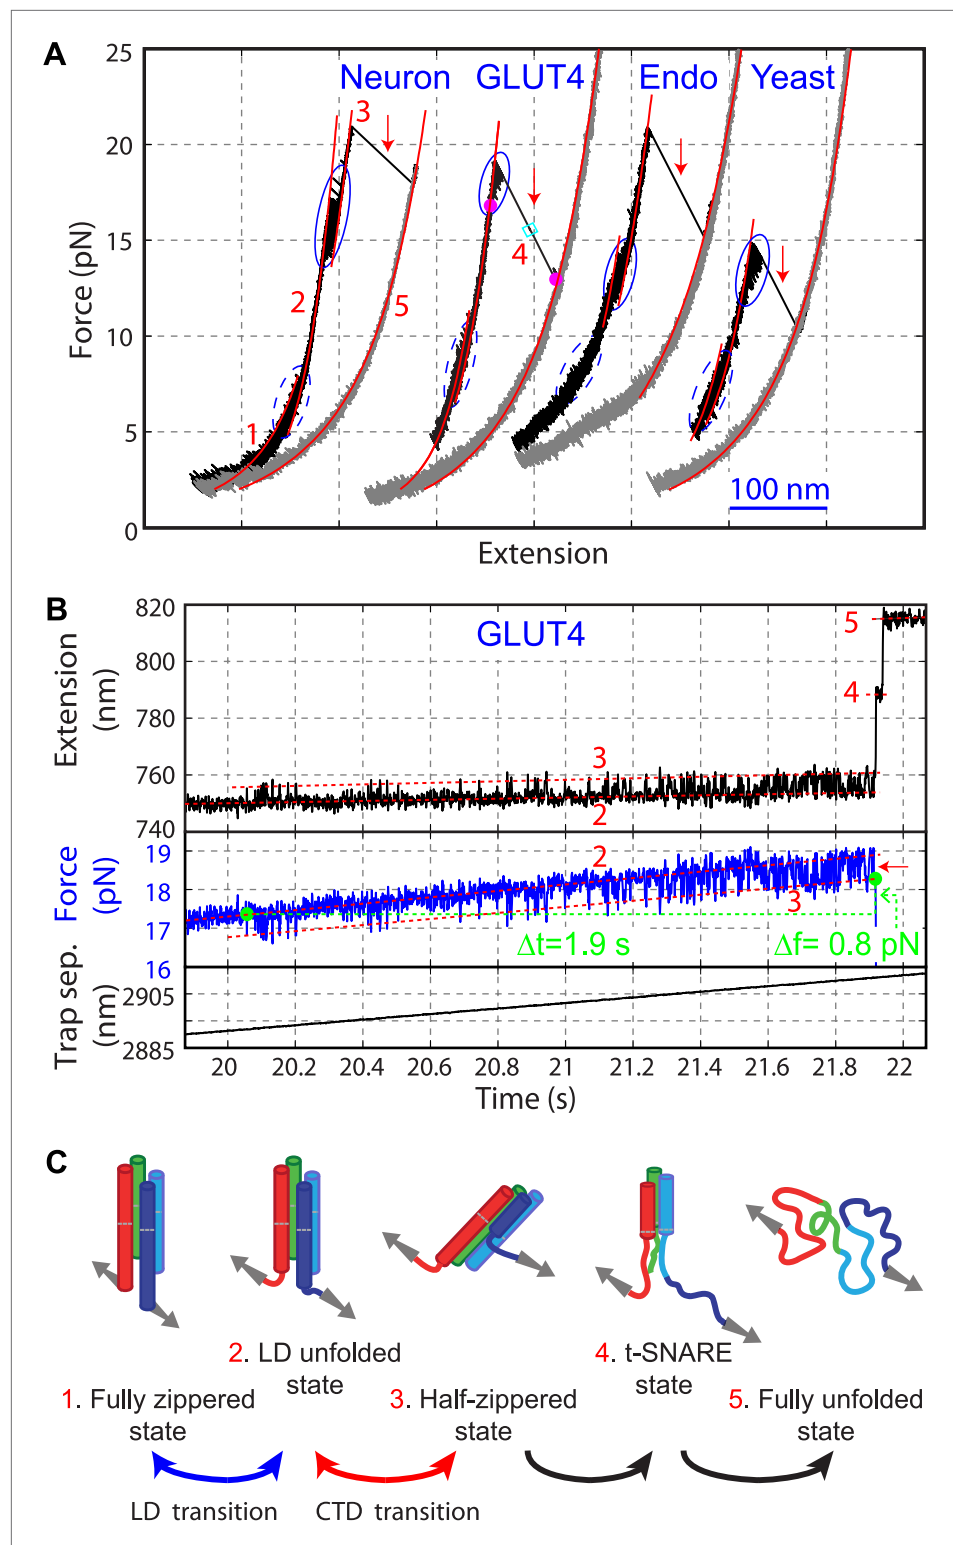 A
25
20
15
10
5
0
Force (pN)
Neuron
GLUT4
Endo
Yeast
3
2
1
5
4
100 nm
Extension
B
GLUT4
820
800
780
760
740
Extension
(nm)
5
4
3
2
19
18
17
16
Force
(pN)
2
3
Δt=1.9 s
Δf= 0.8 pN
2905
2885
Trap sep.
(nm)
20
20.2
20.4
20.6
20.8
21
21.2
21.4
21.6
21.8
22
Time (s)
C
2. LD unfolded
state
4. t-SNARE
state
1. Fully zippered
state
3. Half-zippered
state
5. Fully unfolded
state
LD transition
CTD transition